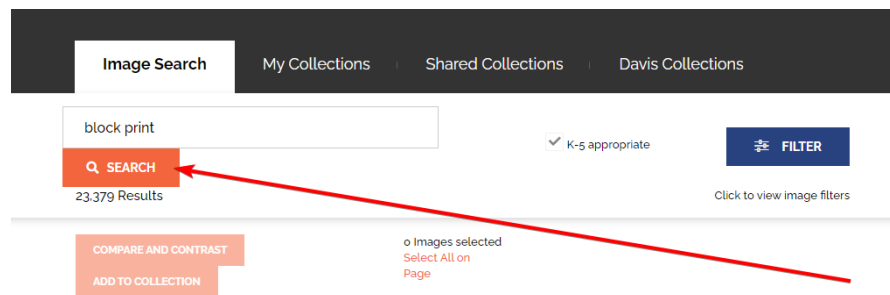 Image Search My Collections Shared Collections Davis Collections
block print
K-5 appropriate
FILTER
SEARCH
23,379 Results
Click to view image filters
COMPARE AND CONTRAST
0 Images selected
Select All on
Page
ADD TO COLLECTION